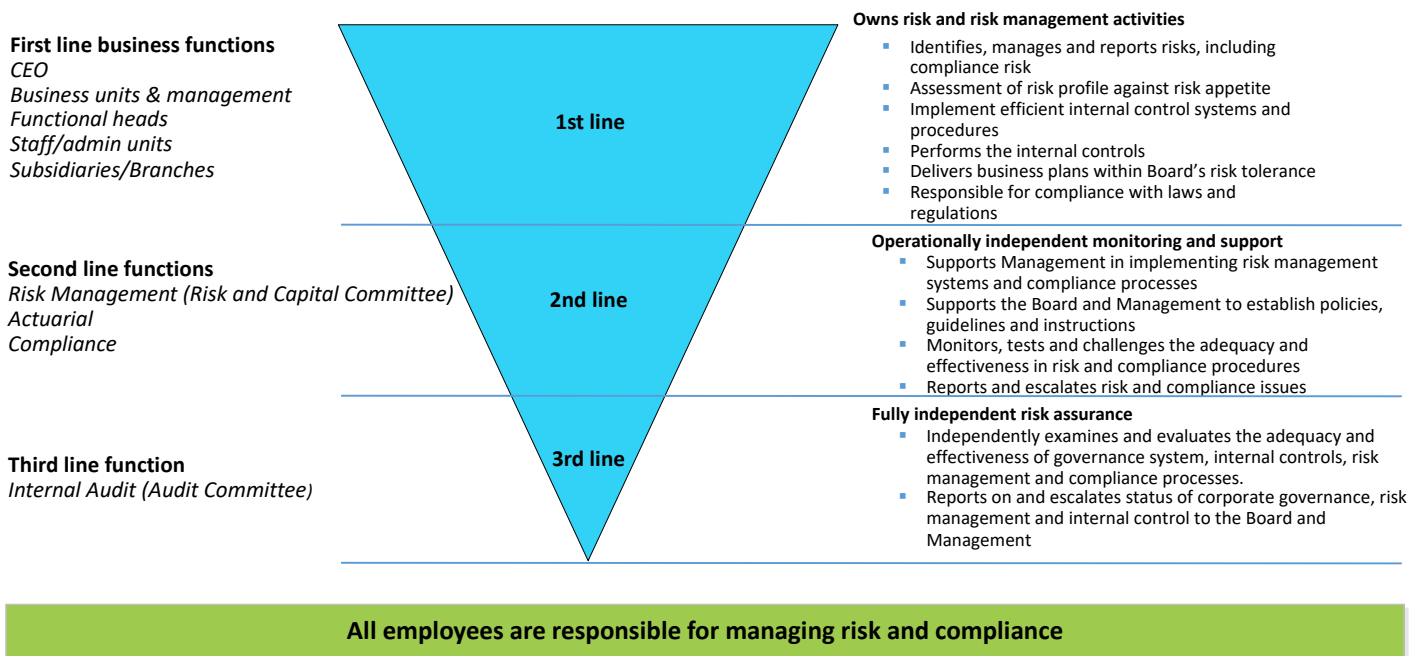 First line business functions
CEO
Business units & management
Functional heads
Staff/admin units
Subsidiaries/Branches
1st line
Owns risk and risk management activities
▪ Identifies, manages and reports risks, including
compliance risk
▪ Assessment of risk profile against risk appetite
▪ Implement efficient internal control systems and
procedures
▪ Performs the internal controls
▪ Delivers business plans within Board’s risk tolerance
▪ Responsible for compliance with laws and
regulations
Second line functions
Risk Management (Risk and Capital Committee)
Actuarial
Compliance
2nd line
Operationally independent monitoring and support
▪ Supports Management in implementing risk management
systems and compliance processes
▪ Supports the Board and Management to establish policies,
guidelines and instructions
▪ Monitors, tests and challenges the adequacy and
effectiveness in risk and compliance procedures
▪ Reports and escalates risk and compliance issues
Third line function
Internal Audit (Audit Committee)
3rd line
Fully independent risk assurance
▪ Independently examines and evaluates the adequacy and
effectiveness of governance system, internal controls, risk
management and compliance processes.
▪ Reports on and escalates status of corporate governance, risk
management and internal control to the Board and
Management
All employees are responsible for managing risk and compliance